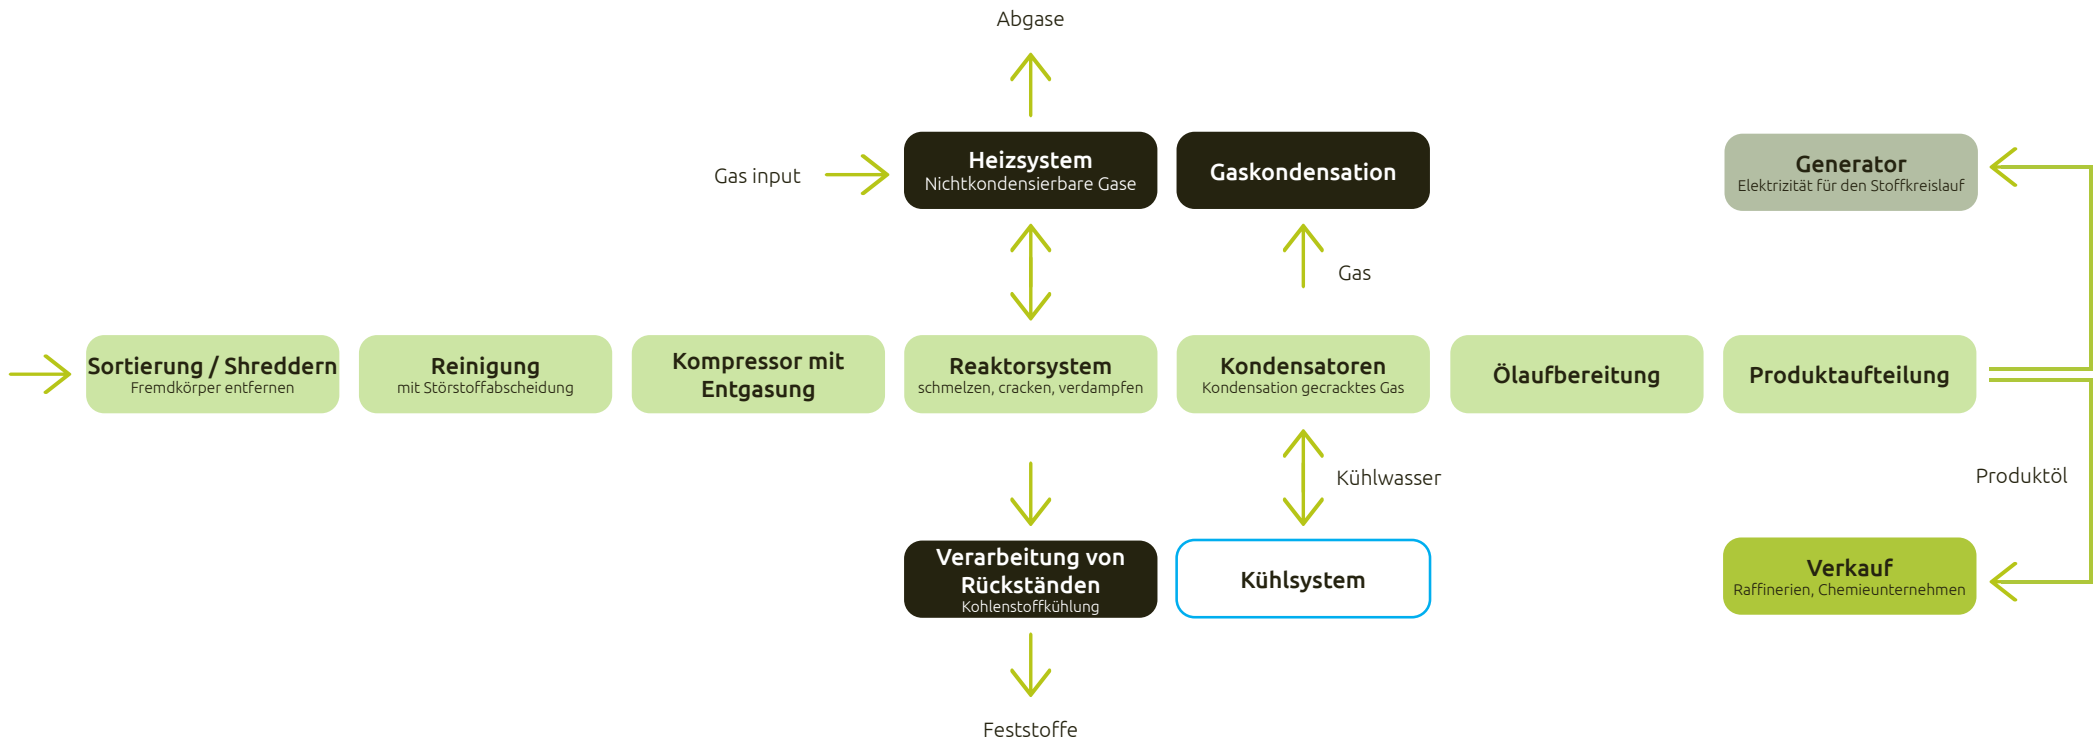 Abgase
Gas input
Heizsystem
Nichtkondensierbare Gase
Gaskondensation
Generator
Elektrizität für den Stoffkreislauf
Gas
Sortierung / Shreddern
Fremdkörper entfernen
Reinigung
mit Störstoffabscheidung
Kompressor mit
Entgasung
Reaktorsystem
schmelzen, cracken, verdampfen
Kondensatoren
Kondensation gecracktes Gas
Ölaufbereitung
Produktaufteilung
Kühlwasser
Produktöl
Verarbeitung von
Rückständen
Kohlenstoffkühlung
Kühlsystem
Verkauf
Raffinerien, Chemieunternehmen
Feststoffe